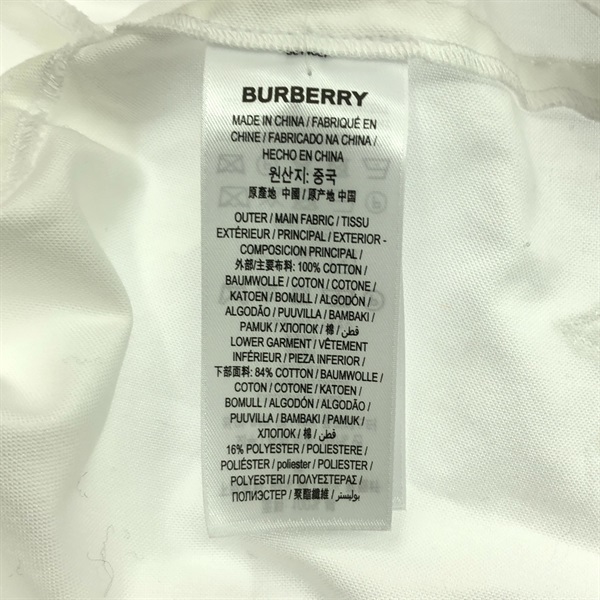 BURBERRY
MADE IN CHINA / FABRIQUÉ EN
CHINE / FABRICADO NA CHINA /
HECHO EN CHINA
원산지: 중국
原產地 中國 / 原产地 中国
OUTER / MAIN FABRIC / TISSU
EXTÉRIEUR / PRINCIPAL / EXTERIOR -
COMPOSICION PRINCIPAL /
外部/主要布料: 100% COTTON /
BAUMWOLLE / COTON / COTONE /
KATOEN / BOMULL / ALGODÓN /
ALGODÃO / PUUVILLA / BAMBAKI /
PAMUK / ХЛОПОК / 棉 / قطن /
LOWER GARMENT / VÊTEMENT
INFÉRIEUR / PIEZA INFERIOR /
下部面料: 84% COTTON / BAUMWOLLE /
COTON / COTONE / KATOEN /
BOMULL / ALGODÓN / ALGODÃO /
PUUVILLA / BAMBAKI / PAMUK /
ХЛОПОК / 棉 / قطن /
16% POLYESTER / POLIESTERE /
POLIÉSTER / poliester / POLIESTER /
POLYESTERI / POLYESTER /
ПОЛИЭСТЕР / 聚酯纖維 / بوليستر /